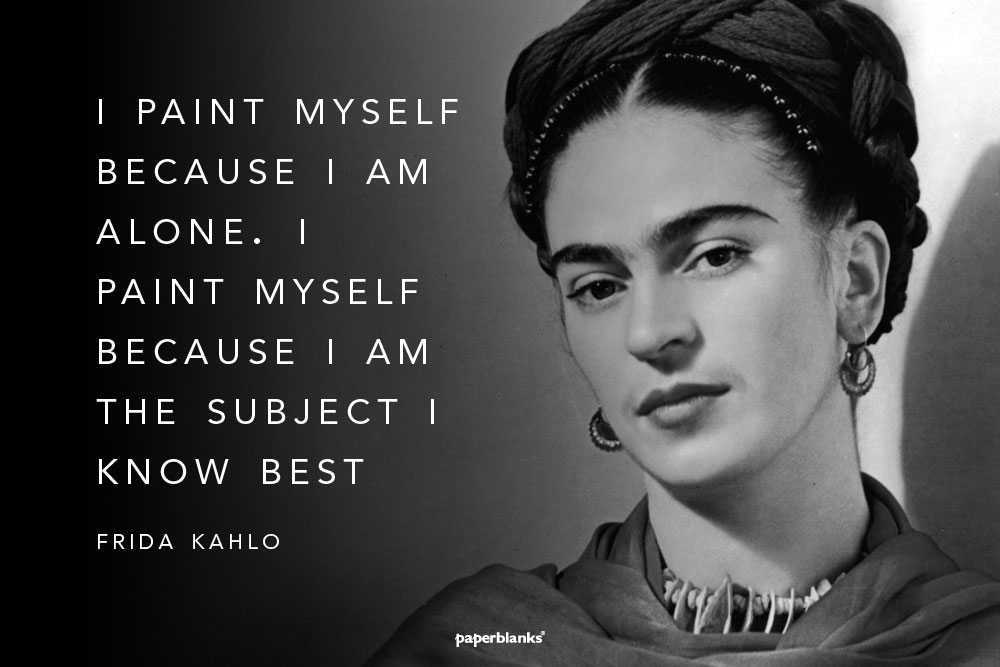 I PAINT MYSELF
BECAUSE I AM
ALONE. I
PAINT MYSELF
BECAUSE I AM
THE SUBJECT I
KNOW BEST
FRIDA KAHLO
paperblanks